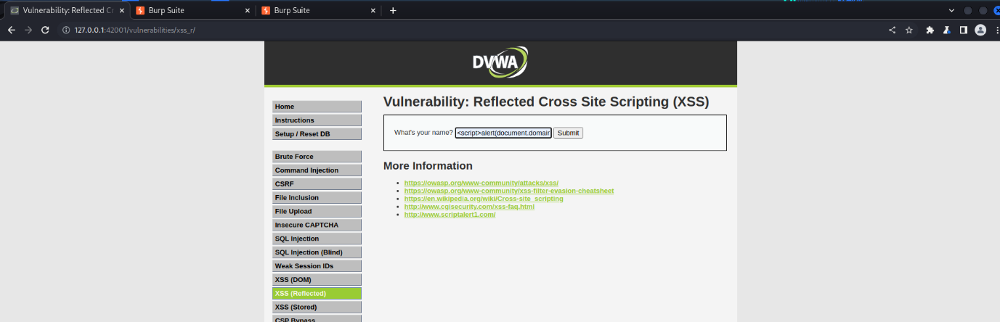 Vulnerability: Reflected Cr
Burp Suite
Burp Suite
127.0.0.1:42001/vulnerabilities/xss_r/
DVWA
Home
Instructions
Setup / Reset DB
Brute Force
Command Injection
CSRF
File Inclusion
File Upload
Insecure CAPTCHA
SQL Injection
SQL Injection (Blind)
Weak Session IDs
XSS (DOM)
XSS (Reflected)
XSS (Stored)
CSP Bypass
Vulnerability: Reflected Cross Site Scripting (XSS)
What's your name? <script>alert(document.domain Submit
More Information
https://owasp.org/www-community/attacks/xss/
https://owasp.org/www-community/xss-filter-evasion-cheatsheet
https://en.wikipedia.org/wiki/Cross-site_scripting
http://www.cgisecurity.com/xss-faq.html
http://www.scriptalert1.com/